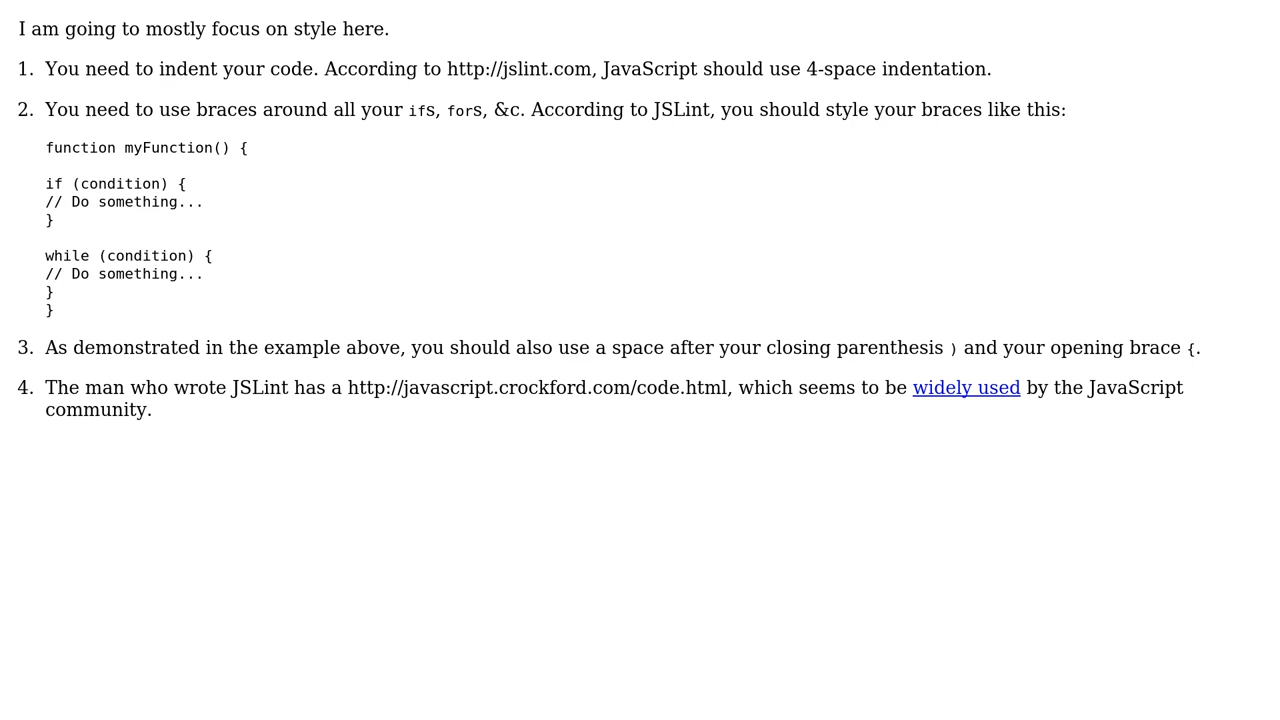 I am going to mostly focus on style here.
1. You need to indent your code. According to http://jslint.com, JavaScript should use 4-space indentation.
2. You need to use braces around all your ifs, fors, &c. According to JSLint, you should style your braces like this:
function myFunction() {
if (condition) {
// Do something...
}
while (condition) {
// Do something...
}
}
3. As demonstrated in the example above, you should also use a space after your closing parenthesis ) and your opening brace {.
4. The man who wrote JSLint has a http://javascript.crockford.com/code.html, which seems to be widely used by the JavaScript
community.